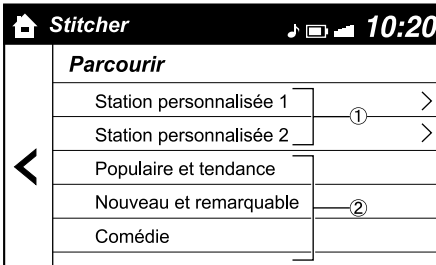 Stitcher 10:20
Parcourir
Station personnalisée 1
①
Station personnalisée 2
Populaire et tendance
Nouveau et remarquable
②
Comédie